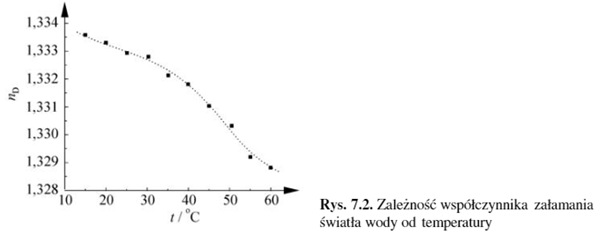 1,334
1,333
1,332
1,331
1,330
1,329
1,328
n_D
10 20 30 40 50 60
t / °C
Rys. 7.2. Zależność współczynnika załamania
światła wody od temperatury